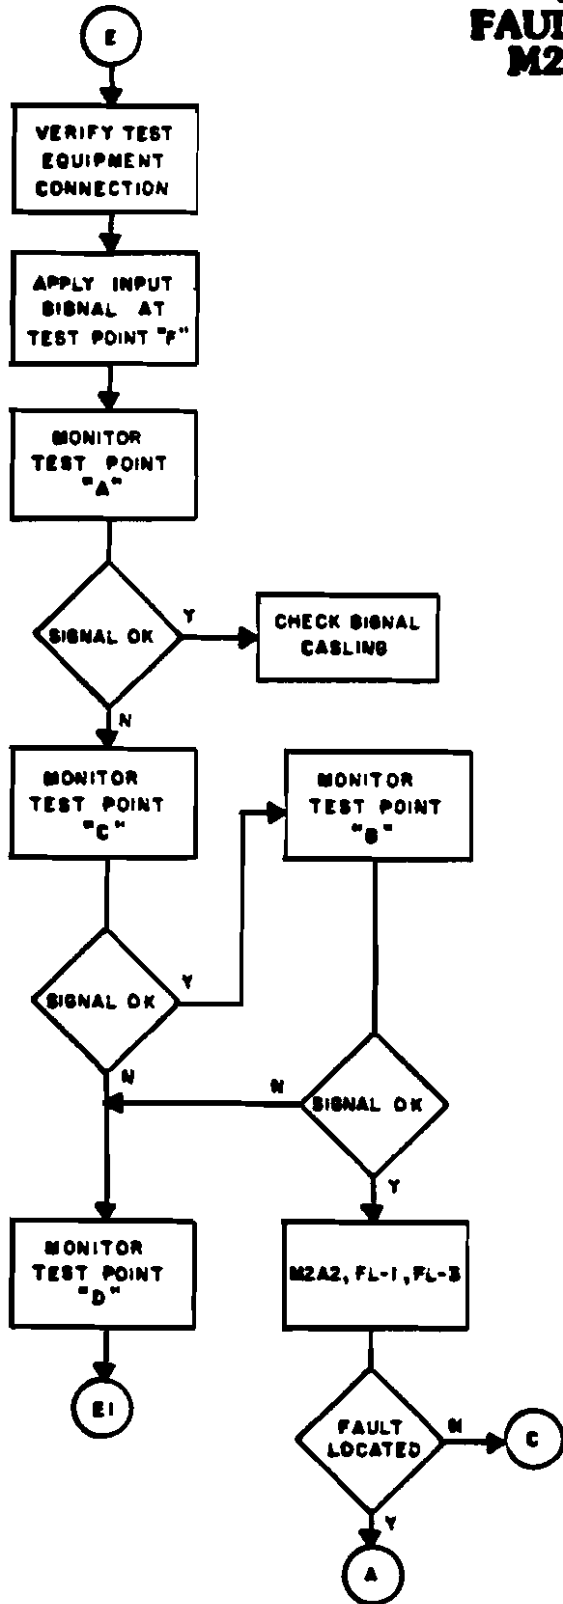 E
FAUL
M2
VERIFY TEST
EQUIPMENT
CONNECTION
APPLY INPUT
SIGNAL AT
TEST POINT "F"
MONITOR
TEST POINT
"A"
SIGNAL OK
Y
CHECK SIGNAL
CABLING
N
MONITOR
TEST POINT
"C"
MONITOR
TEST POINT
"B"
SIGNAL OK
Y
N
SIGNAL OK
N
Y
MONITOR
TEST POINT
"D"
M2A2, FL-1, FL-3
E1
FAULT
LOCATED
N
C
Y
A